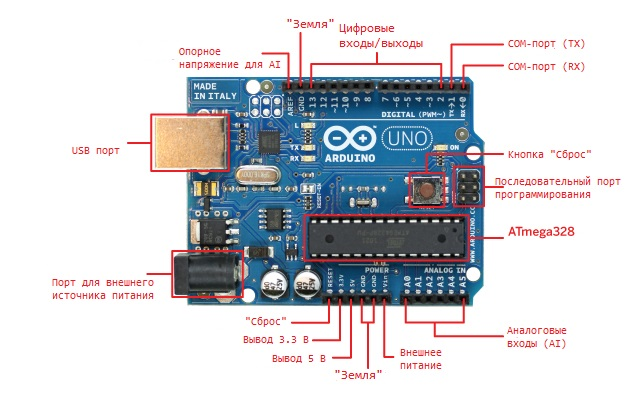 "Земля"
Цифровые
входы/выходы
Опорное
напряжение для AI
COM-порт (TX)
COM-порт (RX)
MADE
IN ITALY
AREF
GND
13
12
~11
~10
~9
8
7
~6
~5
4
~3
2
TX→1
RX←0
DIGITAL (PWM~)
USB порт
L
TX
RX
ARDUINO
UNO
ON
Кнопка "Сброс"
Последовательный порт
программирования
ATmega328
WWW.ARDUINO.CC
Порт для внешнего
источника питания
POWER
ANALOG IN
RESET
3.3V
5V
GND
GND
Vin
A0
A1
A2
A3
A4
A5
"Сброс"
Вывод 3.3 В
Вывод 5 В
"Земля"
Внешнее
питание
Аналоговые
входы (AI)